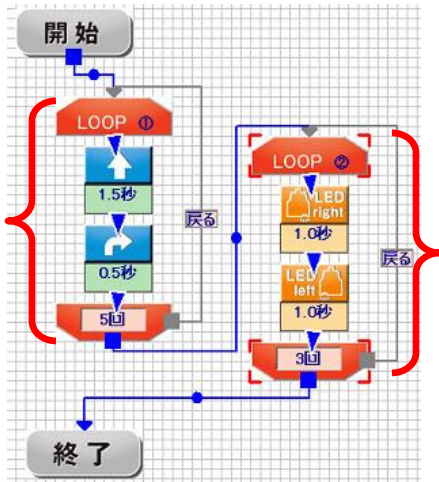 開始
LOOP ①
1.5秒
0.5秒
5回
戻る
LOOP ②
LED
right
1.0秒
LED
left
1.0秒
3回
戻る
終了